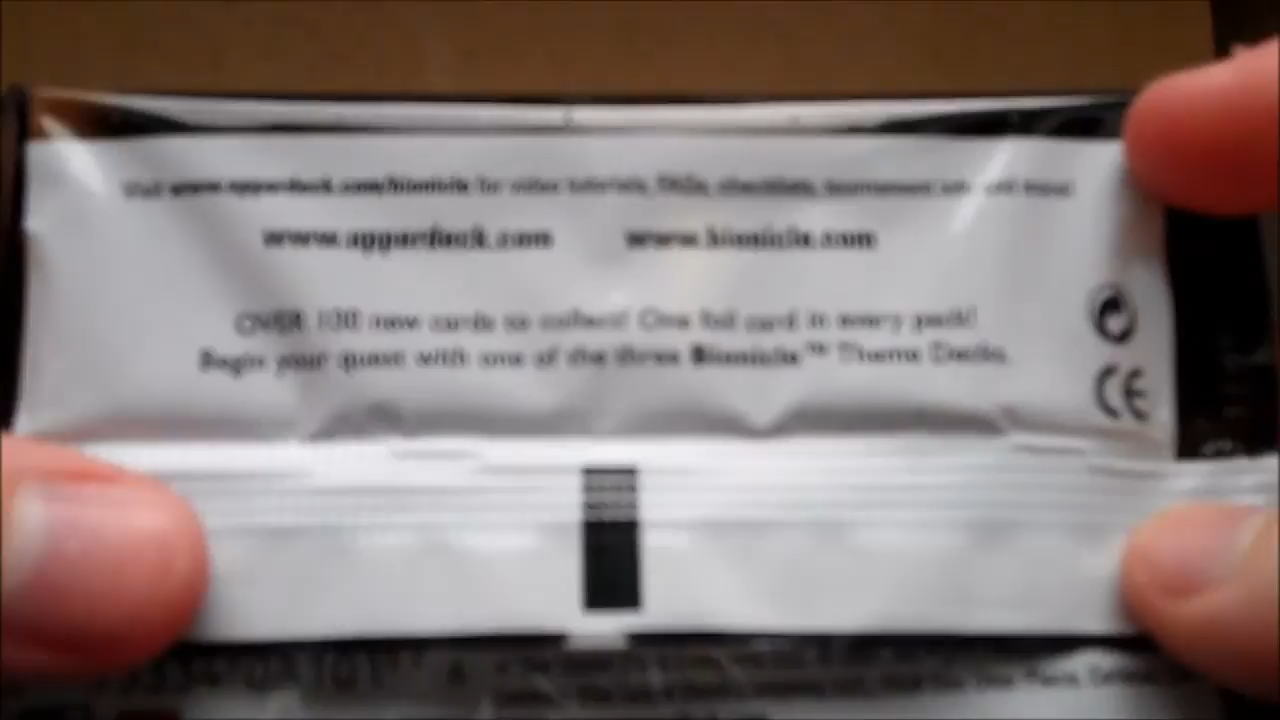 Visit www.upperdeck.com/bionicle for video tutorials, FAQs, checklists, tournament info and more!
www.upperdeck.com www.bionicle.com
OVER 100 new cards to collect! One foil card in every pack!
Begin your quest with one of the three Bionicle™ Theme Decks.
CE